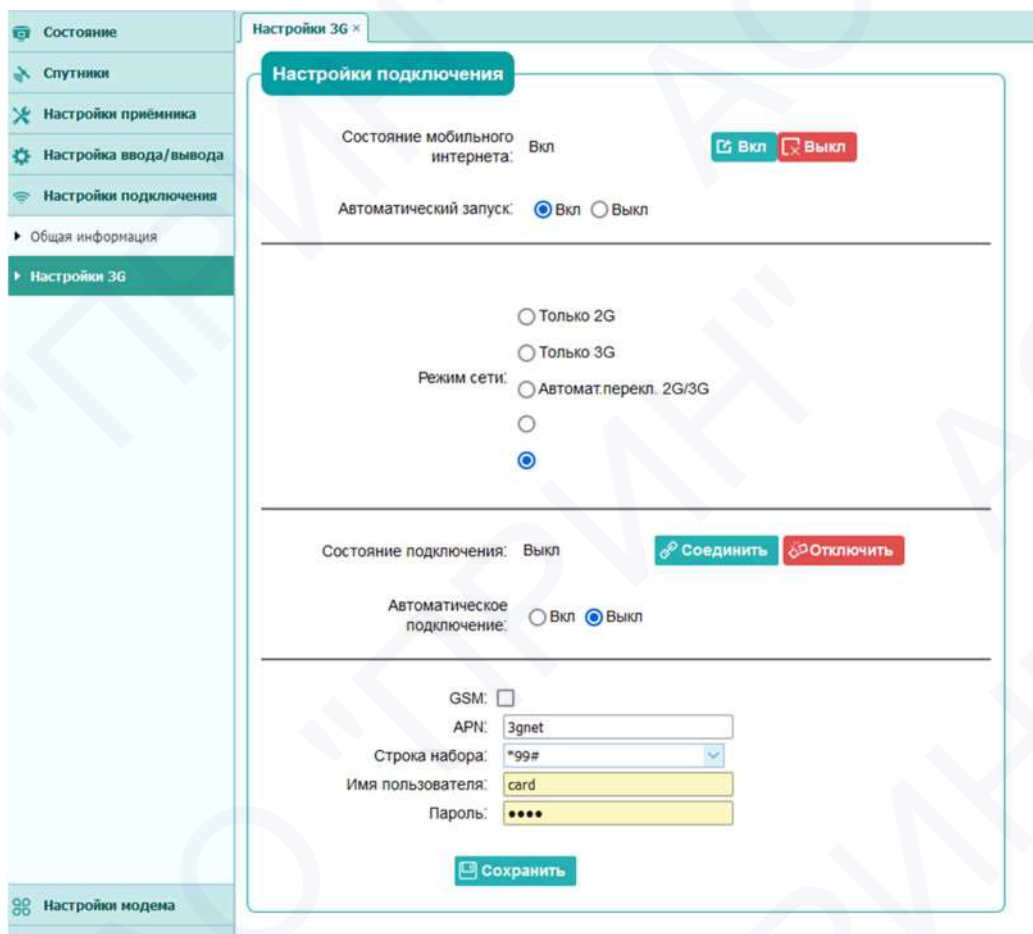 Состояние
Спутники
Настройки приёмника
Настройка ввода/вывода
Настройки подключения
Общая информация
Настройки 3G
Настройки модема
Настройки 3G ×
Настройки подключения
Состояние мобильного
интернета: Вкл Вкл Выкл
Автоматический запуск: Вкл Выкл
Только 2G
Только 3G
Режим сети:
Автомат.перекл. 2G/3G
Состояние подключения: Выкл Соединить Отключить
Автоматическое
подключение: Вкл Выкл
GSM:
APN: 3gnet
Строка набора: *99#
Имя пользователя: card
Пароль: ••••
Сохранить
АО "ПРИН"